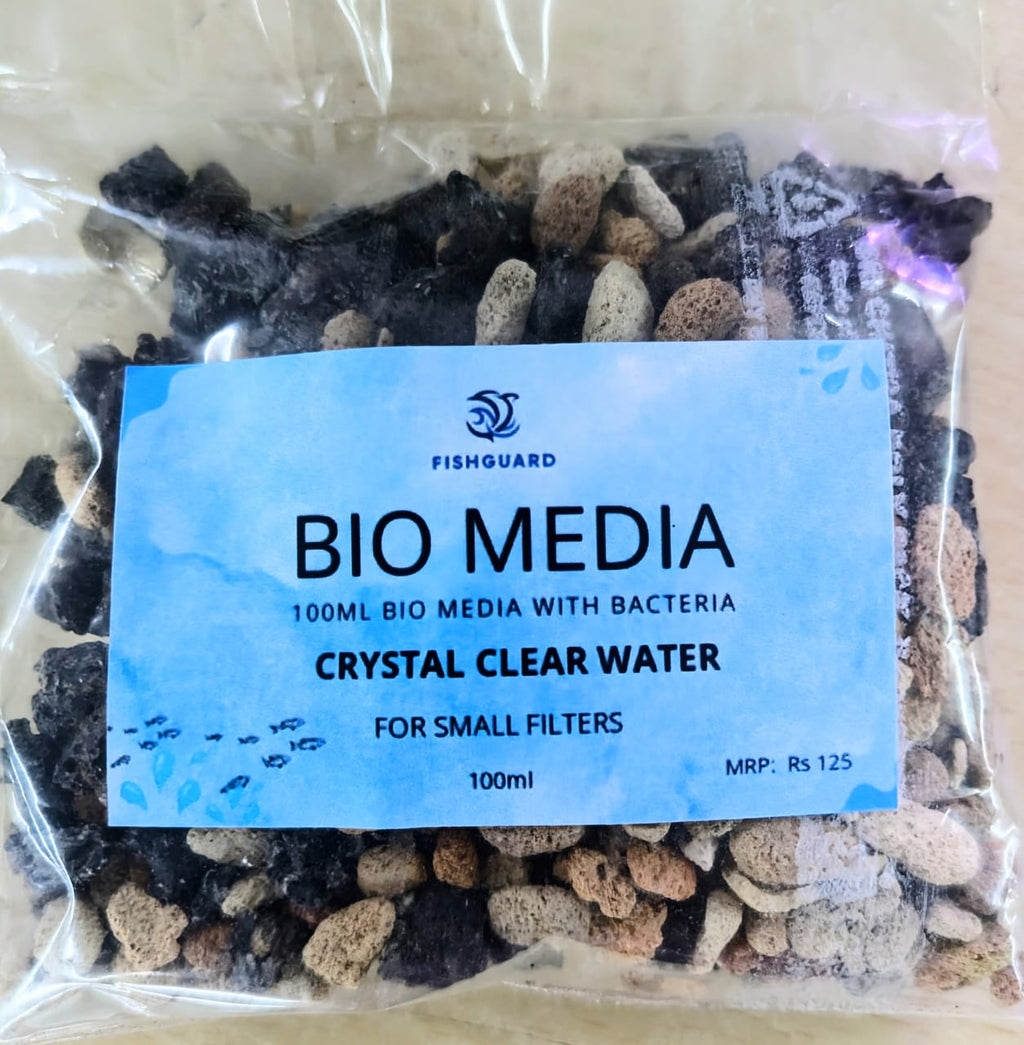 FISHGUARD
BIO MEDIA
100ML BIO MEDIA WITH BACTERIA
CRYSTAL CLEAR WATER
FOR SMALL FILTERS
100ml
MRP: Rs 125